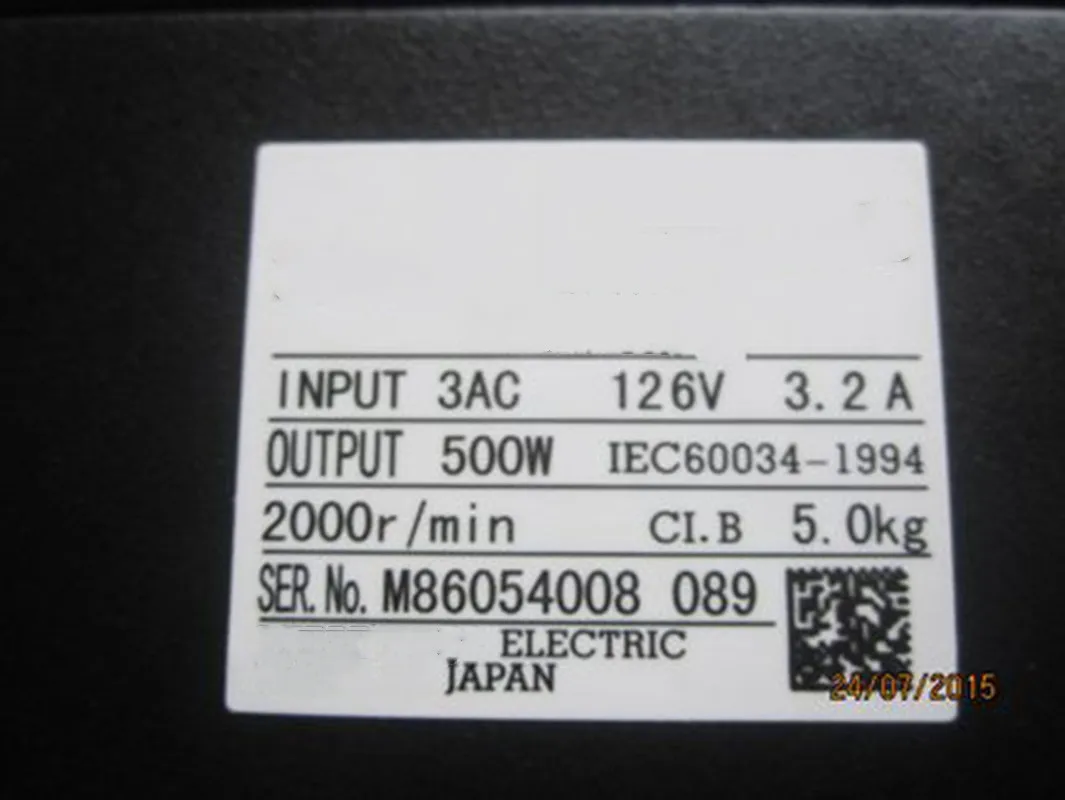 INPUT 3AC 126V 3.2A
OUTPUT 500W IEC60034-1994
2000r/min CI.B 5.0kg
SER.No. M86054008 089
ELECTRIC
JAPAN
24/07/2015